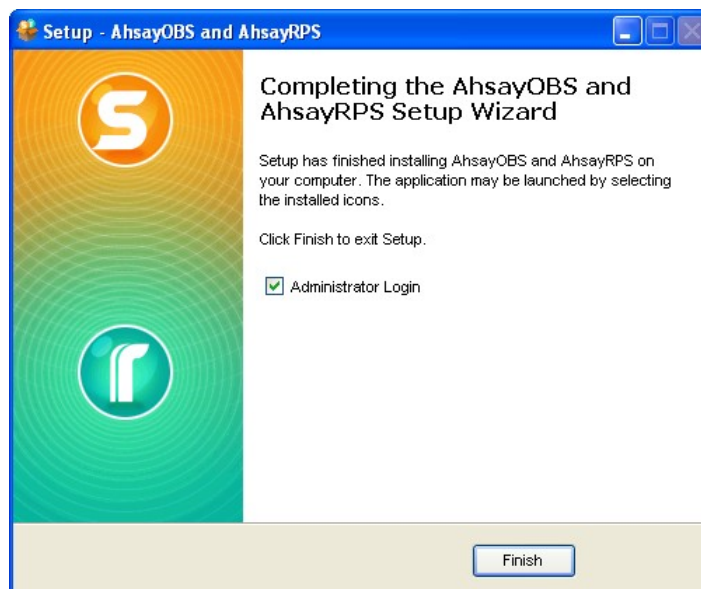 Setup - AhsayOBS and AhsayRPS
S
Completing the AhsayOBS and
AhsayRPS Setup Wizard
Setup has finished installing AhsayOBS and AhsayRPS on
your computer. The application may be launched by selecting
the installed icons.
Click Finish to exit Setup.
Administrator Login
r
Finish